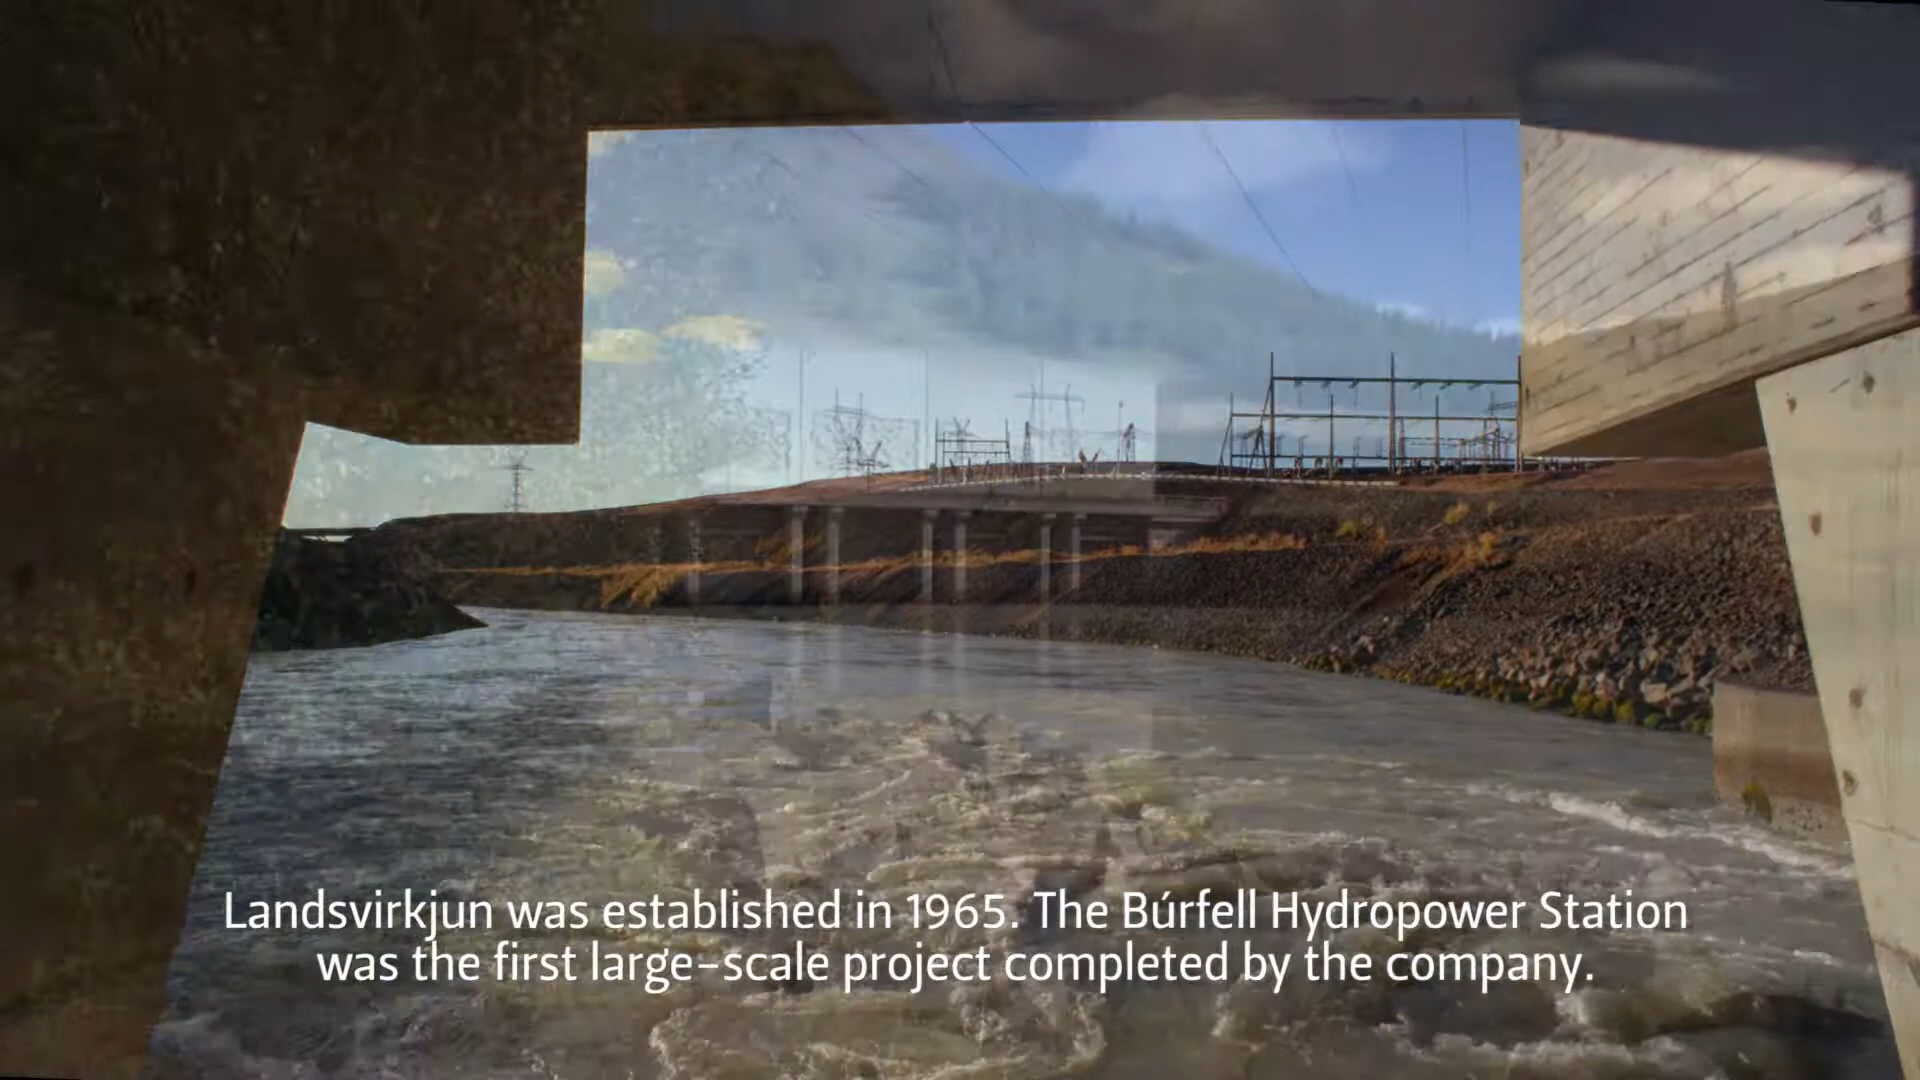 Landsvirkjun was established in 1965. The Búrfell Hydropower Station
was the first large-scale project completed by the company.